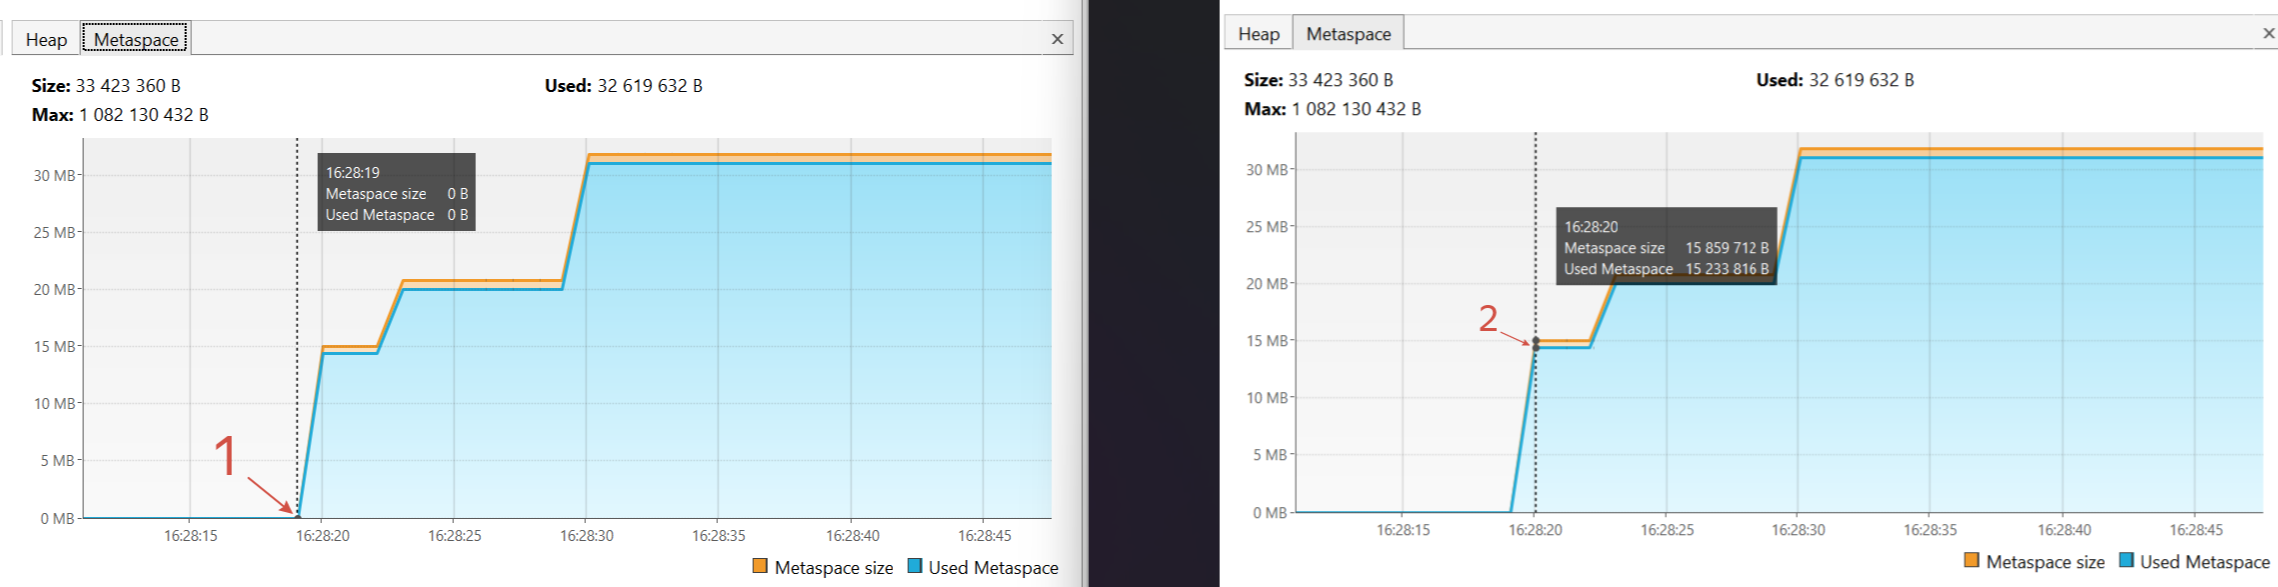 Heap Metaspace ×
Size: 33 423 360 B Used: 32 619 632 B
Max: 1 082 130 432 B
30 MB
25 MB
20 MB
15 MB
10 MB
5 MB
0 MB
16:28:19
Metaspace size 0 B
Used Metaspace 0 B
1
16:28:15 16:28:20 16:28:25 16:28:30 16:28:35 16:28:40 16:28:45
Metaspace size Used Metaspace
Heap Metaspace ×
Size: 33 423 360 B Used: 32 619 632 B
Max: 1 082 130 432 B
30 MB
25 MB
20 MB
15 MB
10 MB
5 MB
0 MB
16:28:20
Metaspace size 15 859 712 B
Used Metaspace 15 233 816 B
2
16:28:15 16:28:20 16:28:25 16:28:30 16:28:35 16:28:40 16:28:45
Metaspace size Used Metaspace